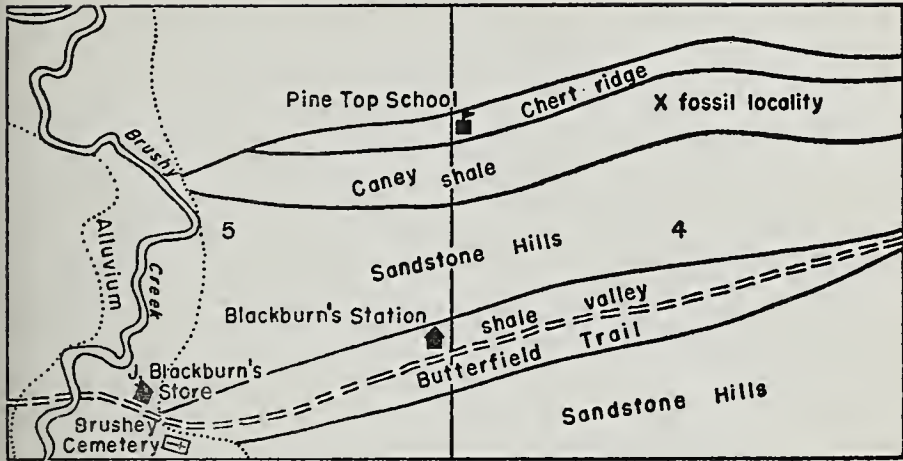 Pine Top School
Chert ridge
X fossil locality
Brushy
Caney shale
Alluvium
5
4
Creek
Sandstone Hills
Blackburn's Station
shale valley
Butterfield Trail
J. Blackburn's
Store
Sandstone Hills
Brushey
Cemetery